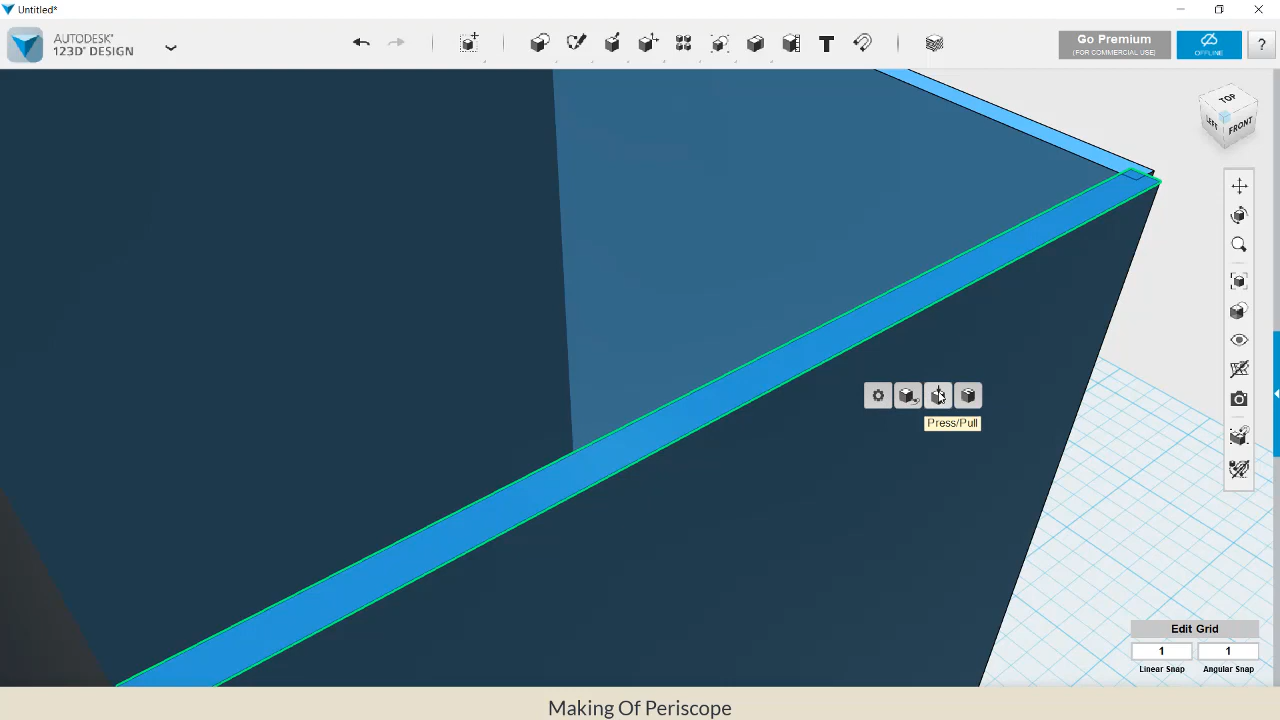 Untitled*
AUTODESK
123D® DESIGN
Go Premium
(FOR COMMERCIAL USE)
OFFLINE
?
TOP
LEFT
FRONT
Press/Pull
Edit Grid
1
1
Linear Snap
Angular Snap
Making Of Periscope